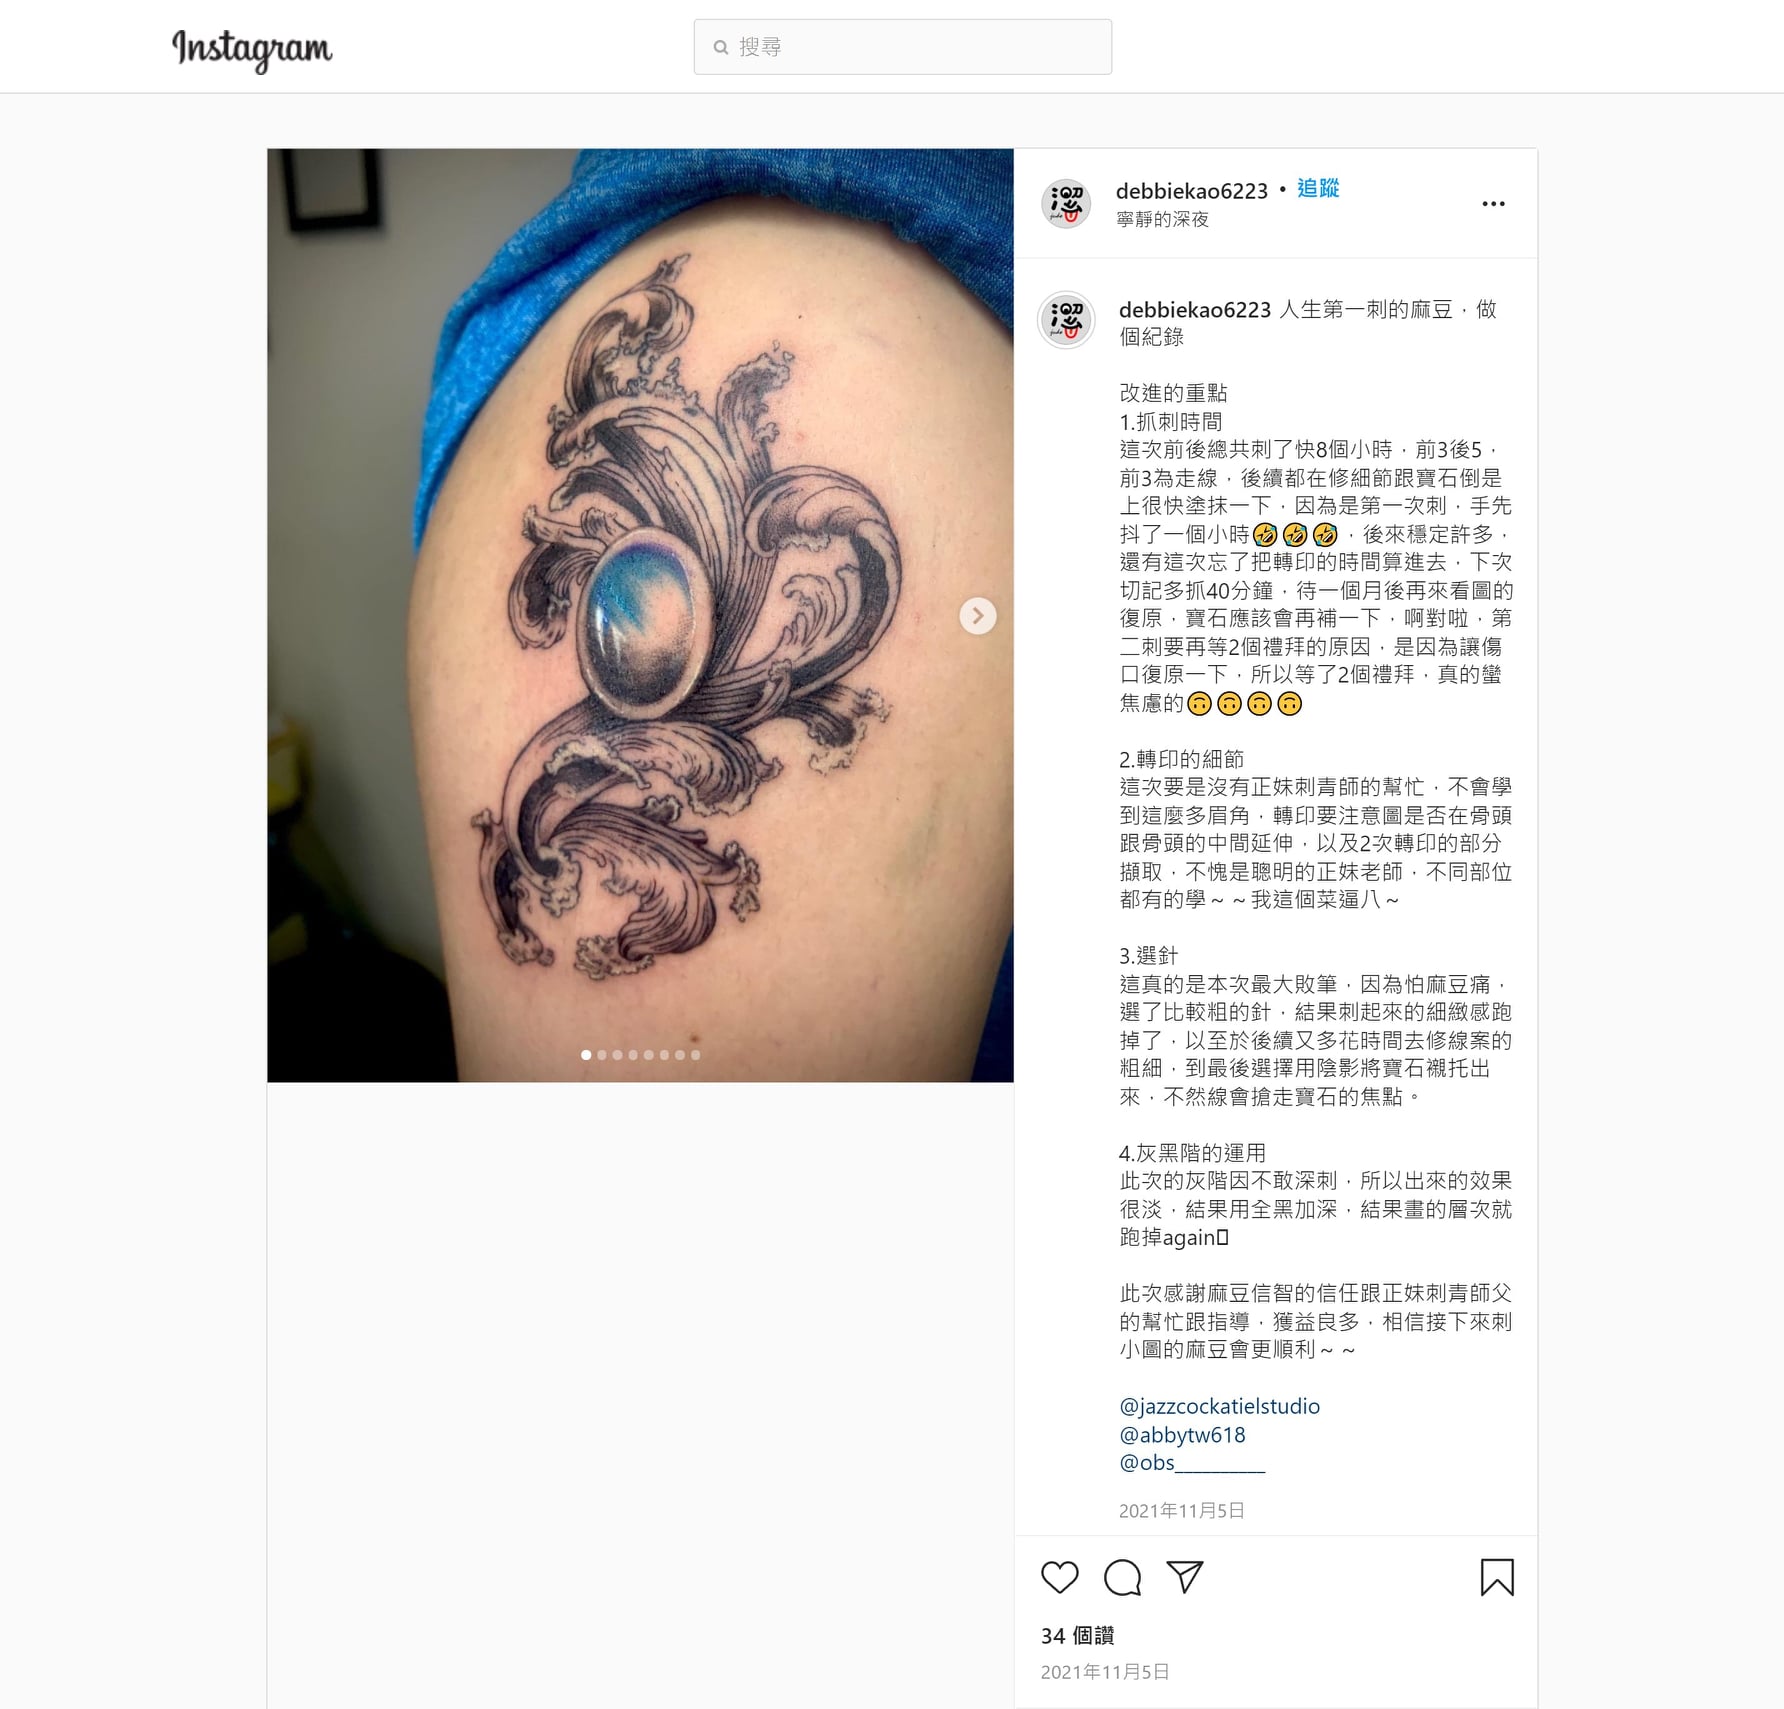 Instagram
搜尋
debbiekao6223 • 追蹤
寧靜的深夜
debbiekao6223 人生第一刺的麻豆，做
個紀錄
改進的重點
1.抓刺時間
這次前後總共刺了快8個小時，前3後5，
前3為走線，後續都在修細節跟寶石倒是
上很快塗抹一下，因為是第一次刺，手先
抖了一個小時🤣🤣🤣，後來穩定許多，
還有這次忘了把轉印的時間算進去，下次
切記多抓40分鐘，待一個月後再來看圖的
復原，寶石應該會再補一下，啊對啦，第
二刺要再等2個禮拜的原因，是因為讓傷
口復原一下，所以等了2個禮拜，真的蠻
焦慮的🙃🙃🙃🙃
2.轉印的細節
這次要是沒有正妹刺青師的幫忙，不會學
到這麼多眉角，轉印要注意圖是否在骨頭
跟骨頭的中間延伸，以及2次轉印的部分
擷取，不愧是聰明的正妹老師，不同部位
都有的學～～我這個菜逼八～
3.選針
這真的是本次最大敗筆，因為怕麻豆痛，
選了比較粗的針，結果刺起來的細緻感跑
掉了，以至於後續又多花時間去修線案的
粗細，到最後選擇用陰影將寶石襯托出
來，不然線會搶走寶石的焦點。
4.灰黑階的運用
此次的灰階因不敢深刺，所以出來的效果
很淡，結果用全黑加深，結果畫的層次就
跑掉again
此次感謝麻豆信智的信任跟正妹刺青師父
的幫忙跟指導，獲益良多，相信接下來刺
小圖的麻豆會更順利～～
@jazzcockatielstudio
@abbytw618
@obs__________
2021年11月5日
34 個讚
2021年11月5日